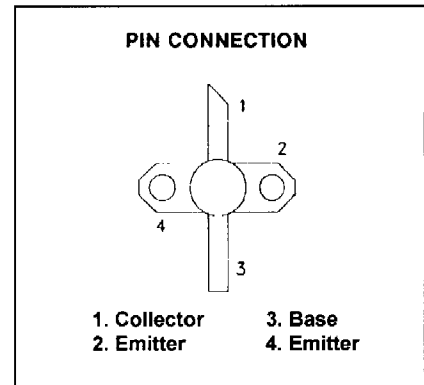 PIN CONNECTION
1
2
4
3
1. Collector 3. Base
2. Emitter 4. Emitter